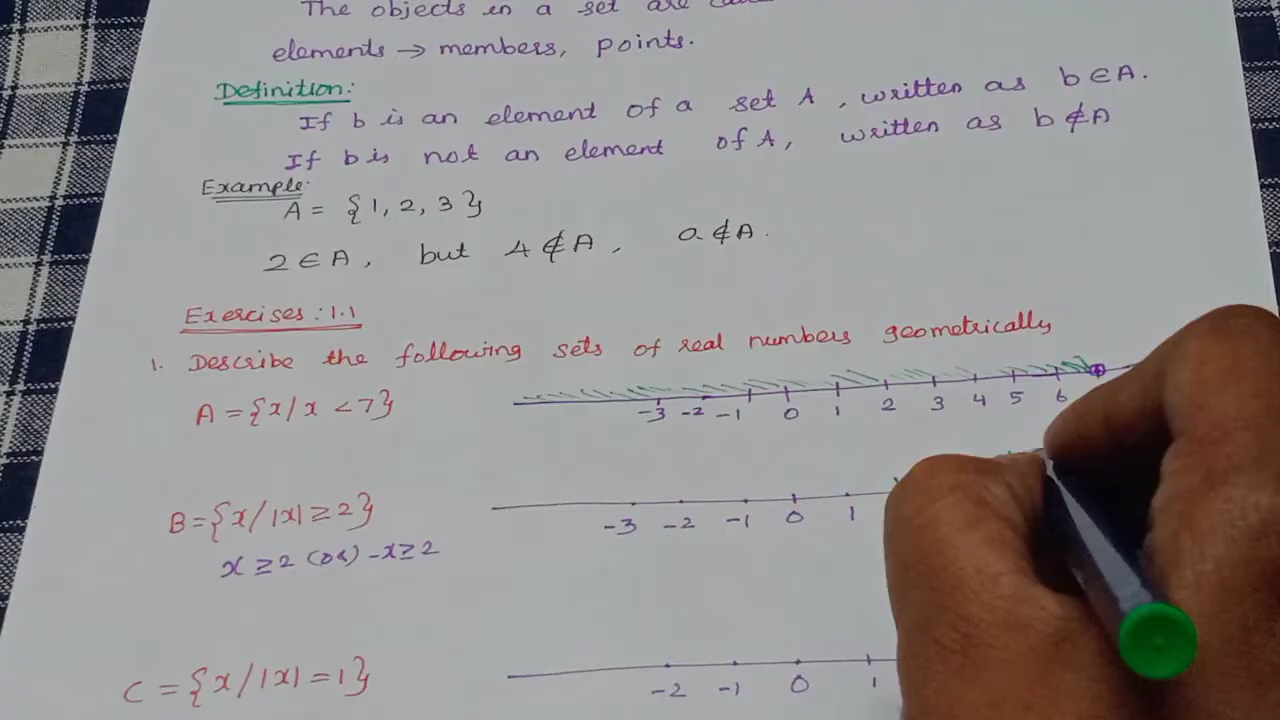 The objects in a set are
elements → members, points.
Definition:
If b is an element of a set A, written as b∈A.
If b is not an element of A, written as b∉A
Example:
A = {1, 2, 3}
2∈A, but 4∉A, a∉A.
Exercises: 1.1
1. Describe the following sets of real numbers geometrically
A = {x/x <7}
-3 -2 -1 0 1 2 3 4 5 6
B = {x/|x| ≥ 2}
-3 -2 -1 0 1
x ≥ 2 (or) -x ≥ 2
C = {x/|x| = 1}
-2 -1 0 1